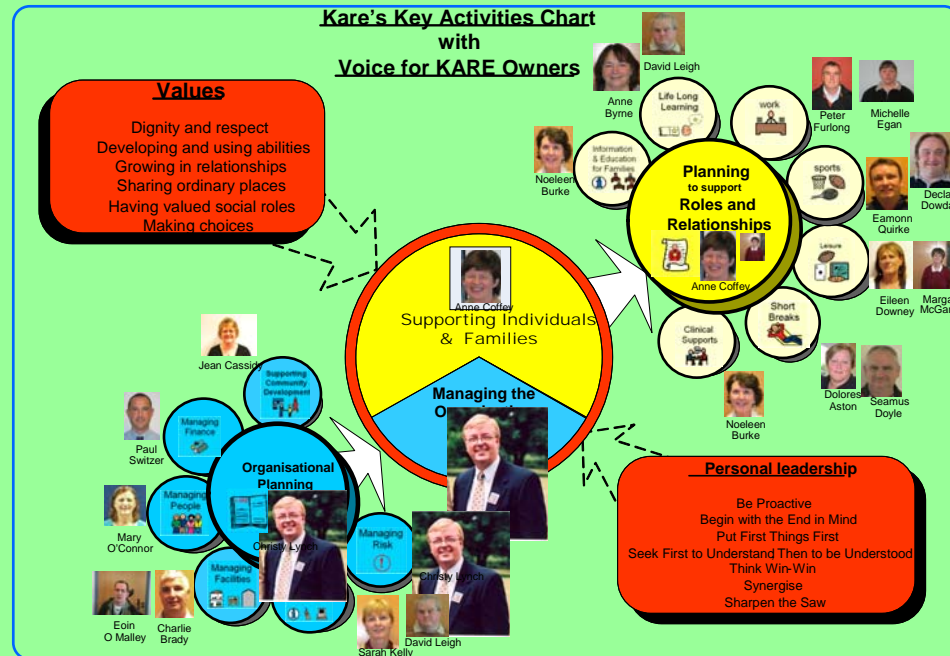 Kare's Key Activities Chart
with
Voice for KARE Owners
Values
Dignity and respect
Developing and using abilities
Growing in relationships
Sharing ordinary places
Having valued social roles
Making choices
David Leigh
Anne
Byrne
Life Long
Learning
work
Peter
Furlong
Michelle
Egan
Noeleen
Burke
Information
& Education
for Families
Planning
to support
Roles and
Relationships
Anne Coffey
sports
Eamonn
Quirke
Leisure
Eileen
Downey
Short
Breaks
Dolores
Aston
Seamus
Doyle
Clinical
Supports
Noeleen
Burke
Anne Coffey
Supporting Individuals
& Families
Managing the
Jean Cassidy
Supporting
Community
Development
Paul
Switzer
Managing
Finance
Organisational
Planning
Mary
O'Connor
Managing
People
Christy Lynch
Managing
Risk
Christy Lynch
Eoin
O Malley
Charlie
Brady
Managing
Facilities
Sarah Kelly
David Leigh
Personal leadership
Be Proactive
Begin with the End in Mind
Put First Things First
Seek First to Understand Then to be Understood
Think Win-Win
Synergise
Sharpen the Saw